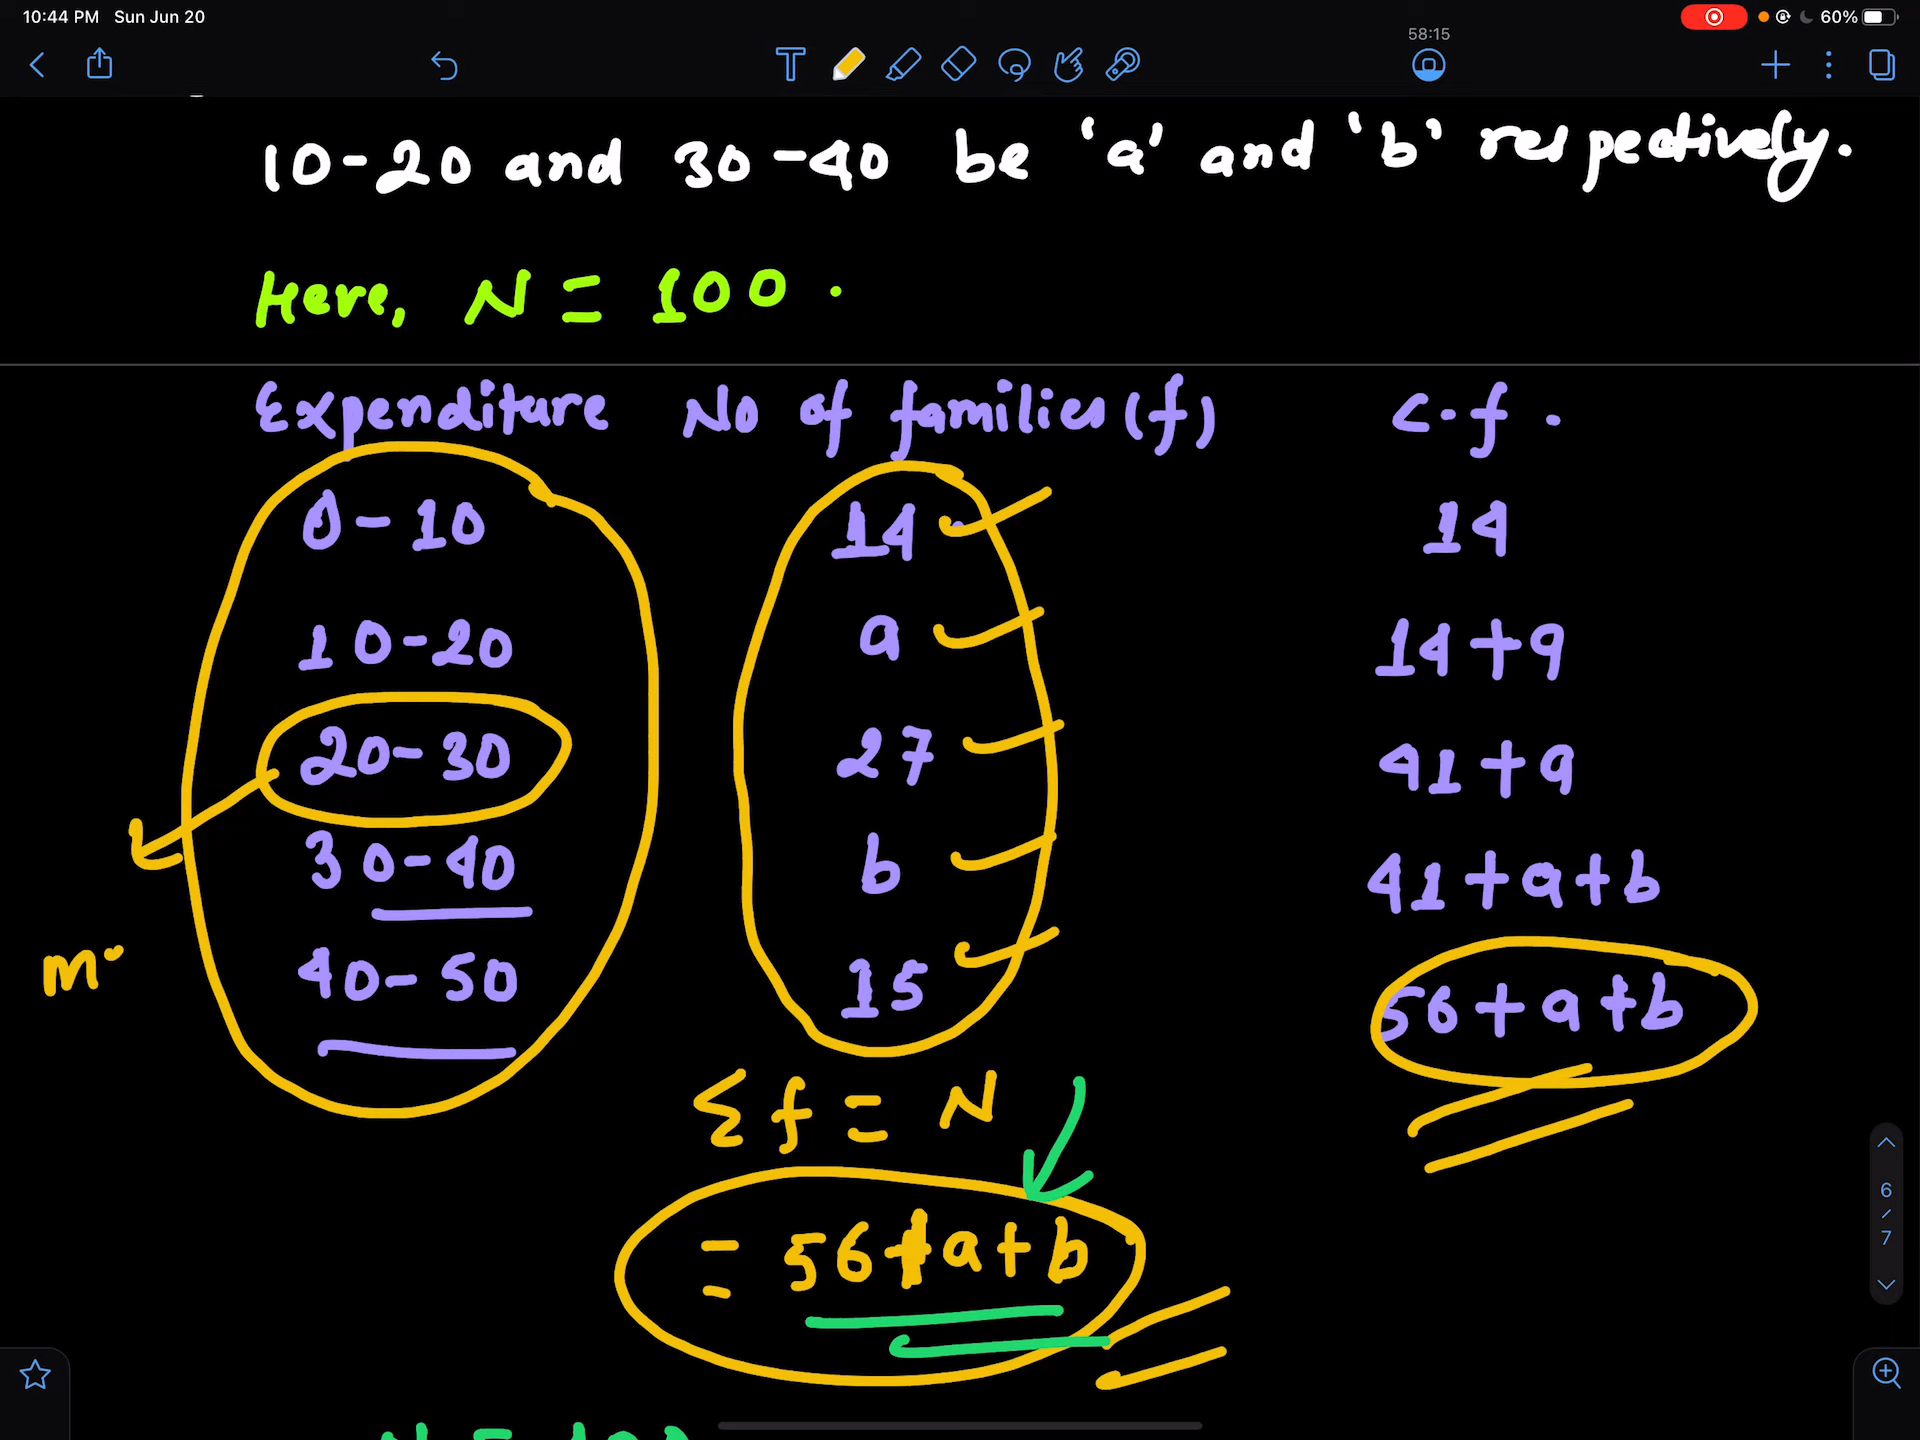 10:44 PM Sun Jun 20
60%
58:15
10-20 and 30-40 be 'a' and 'b' respectively.
Here, N = 100.
Expenditure No of families (f) C.f.
0-10 14 14
10-20 a 14+a
20-30 27 41+a
30-40 b 41+a+b
m
40-50 15 56+a+b
Σf = N
= 56+a+b
6
/
7